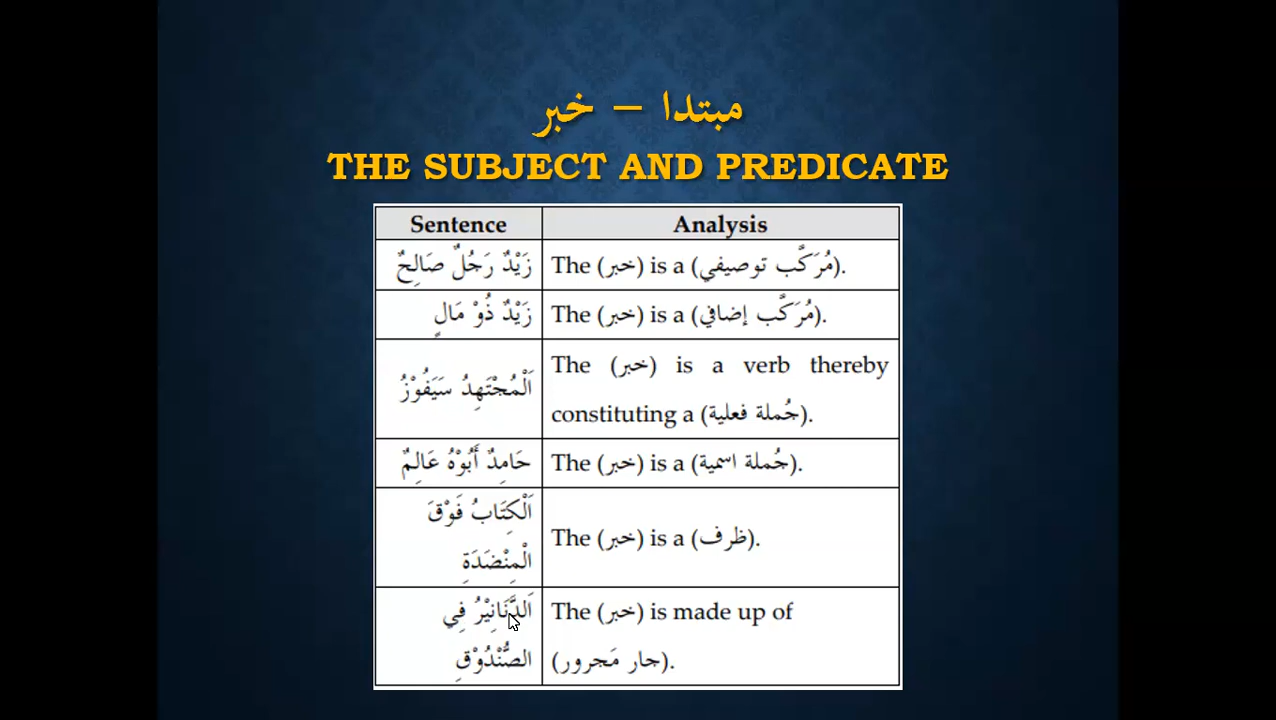 مبتدا – خبر
THE SUBJECT AND PREDICATE
Sentence Analysis
زَيْدٌ رَجُلٌ صَالِحٌ The (خبر) is a (مُرَكَّب توصيفي).
زَيْدٌ ذُوْ مَالٍ The (خبر) is a (مُرَكَّب إضافي).
اَلْمُجْتَهِدُ سَيَفُوْزُ The (خبر) is a verb thereby
constituting a (جُملة فعلية).
حَامِدٌ أَبُوْهُ عَالِمٌ The (خبر) is a (جُملة اسمية).
اَلْكِتَابُ فَوْقَ
الْمِنْضَدَةِ The (خبر) is a (ظرف).
اَلدَّنَانِيْرُ فِي The (خبر) is made up of
الصُّنْدُوْقِ (جار مَجرور).